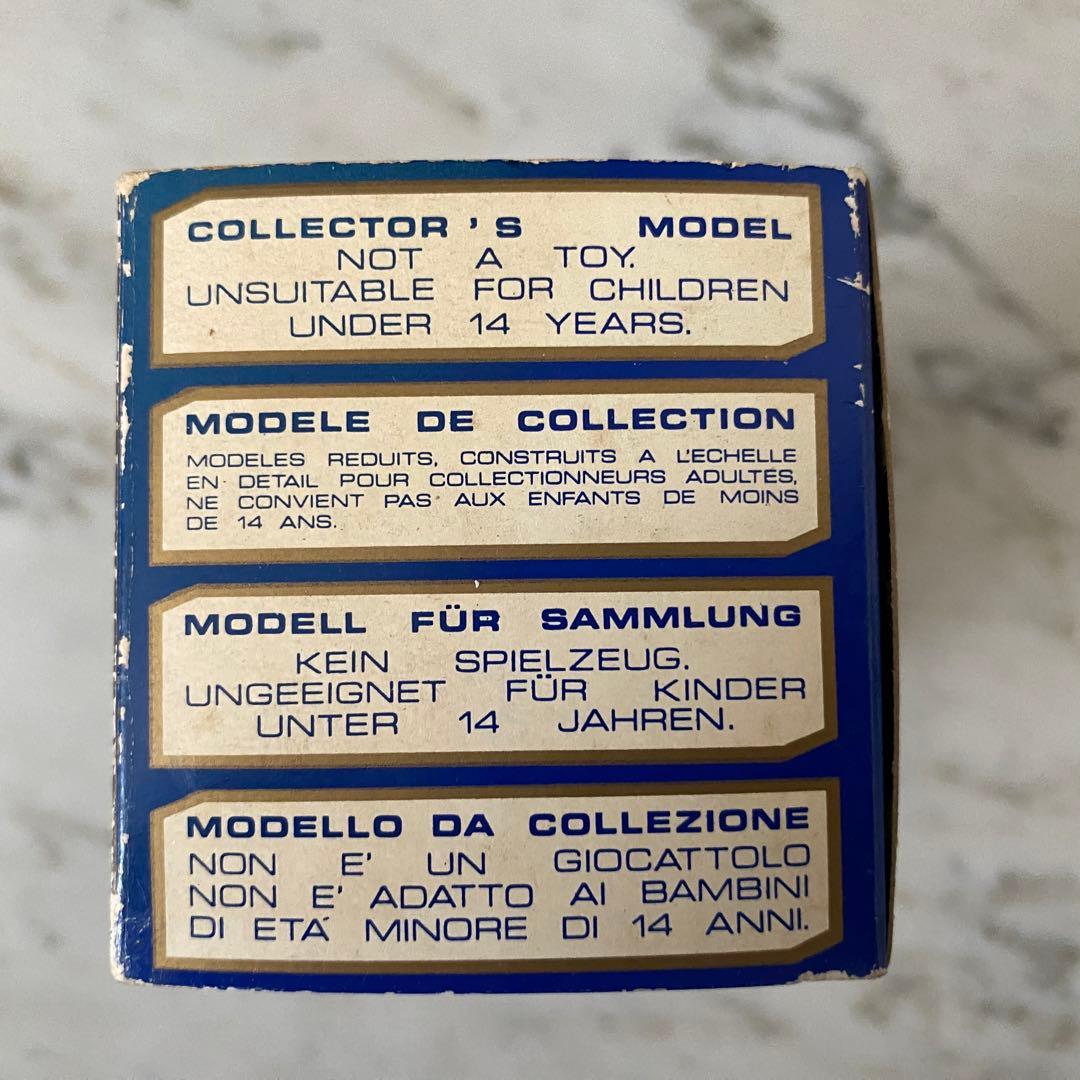 COLLECTOR'S MODEL
NOT A TOY.
UNSUITABLE FOR CHILDREN
UNDER 14 YEARS.
MODELE DE COLLECTION
MODELES REDUITS, CONSTRUITS A L'ECHELLE
EN DETAIL POUR COLLECTIONNEURS ADULTES,
NE CONVIENT PAS AUX ENFANTS DE MOINS
DE 14 ANS.
MODELL FÜR SAMMLUNG
KEIN SPIELZEUG.
UNGEEIGNET FÜR KINDER
UNTER 14 JAHREN.
MODELLO DA COLLEZIONE
NON E' UN GIOCATTOLO
NON E' ADATTO AI BAMBINI
DI ETÁ MINORE DI 14 ANNI.